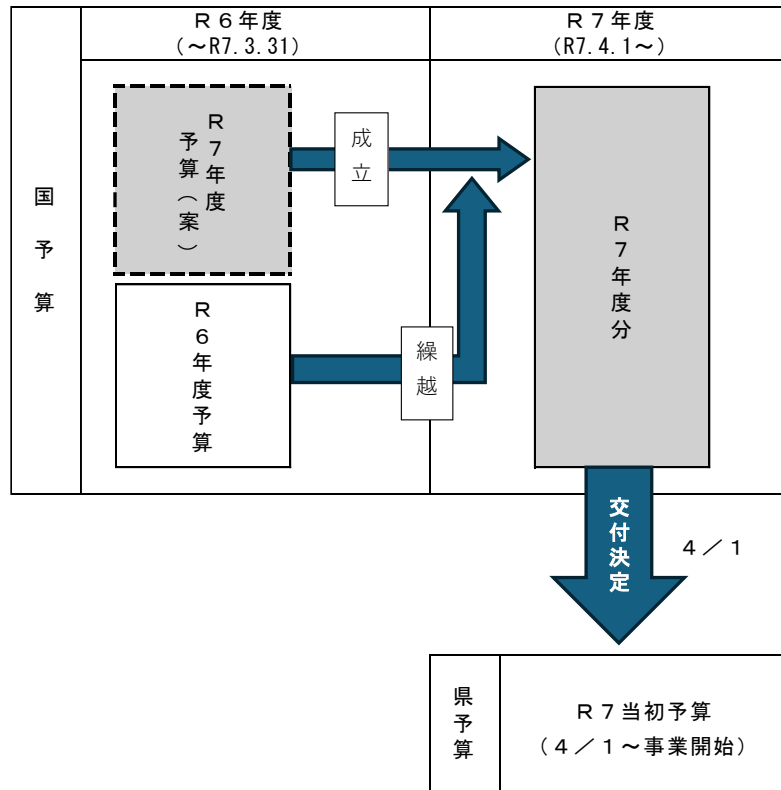 Ｒ６年度
(～R7.3.31)
Ｒ７年度
(R7.4.1～)
国予算
Ｒ７年度
予算（案）
成立
Ｒ６年度予算
繰越
Ｒ７年度分
交付決定
４／１
県予算
Ｒ７当初予算
（４／１～事業開始）